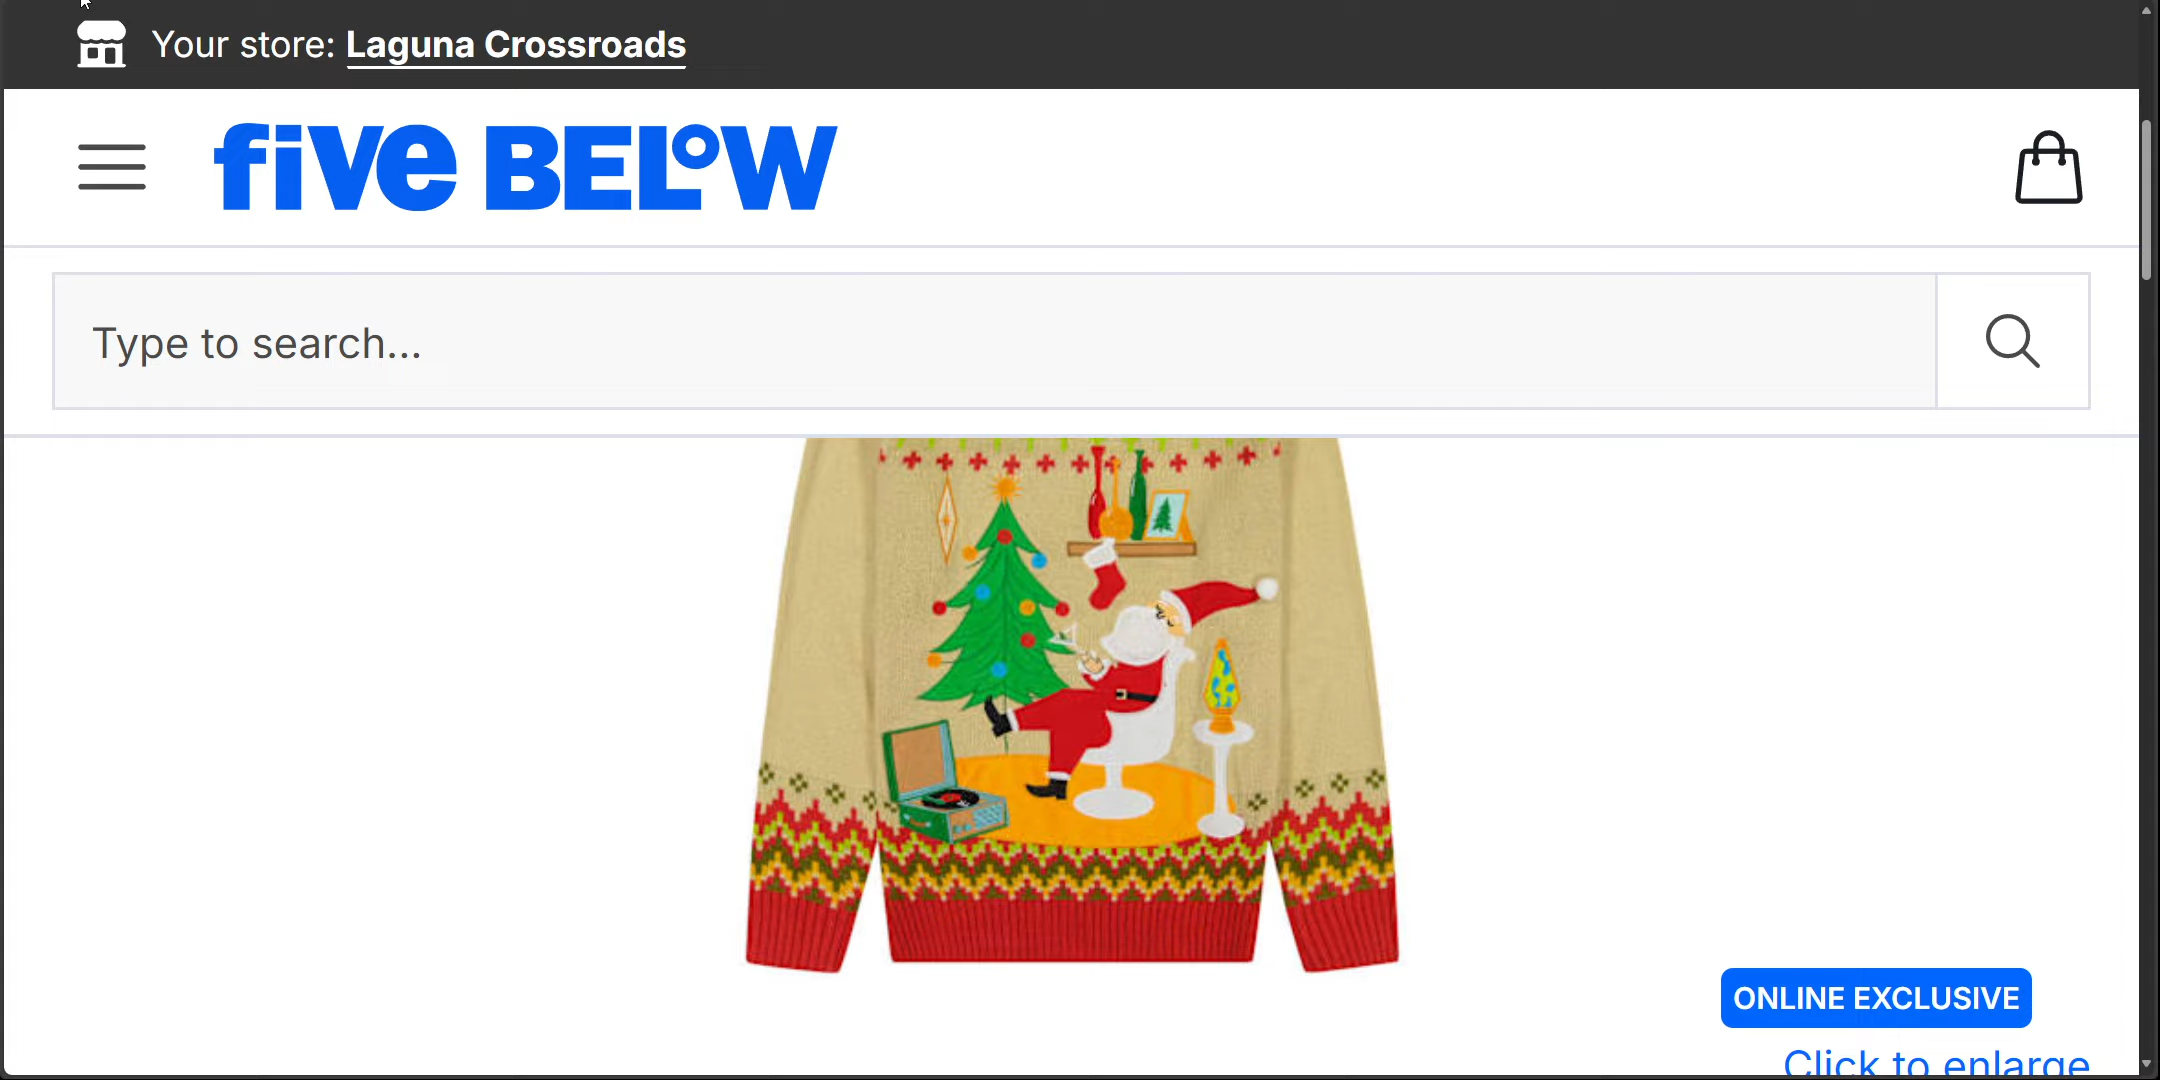 Your store: Laguna Crossroads
five BELOW
Type to search...
ONLINE EXCLUSIVE
Click to enlarge